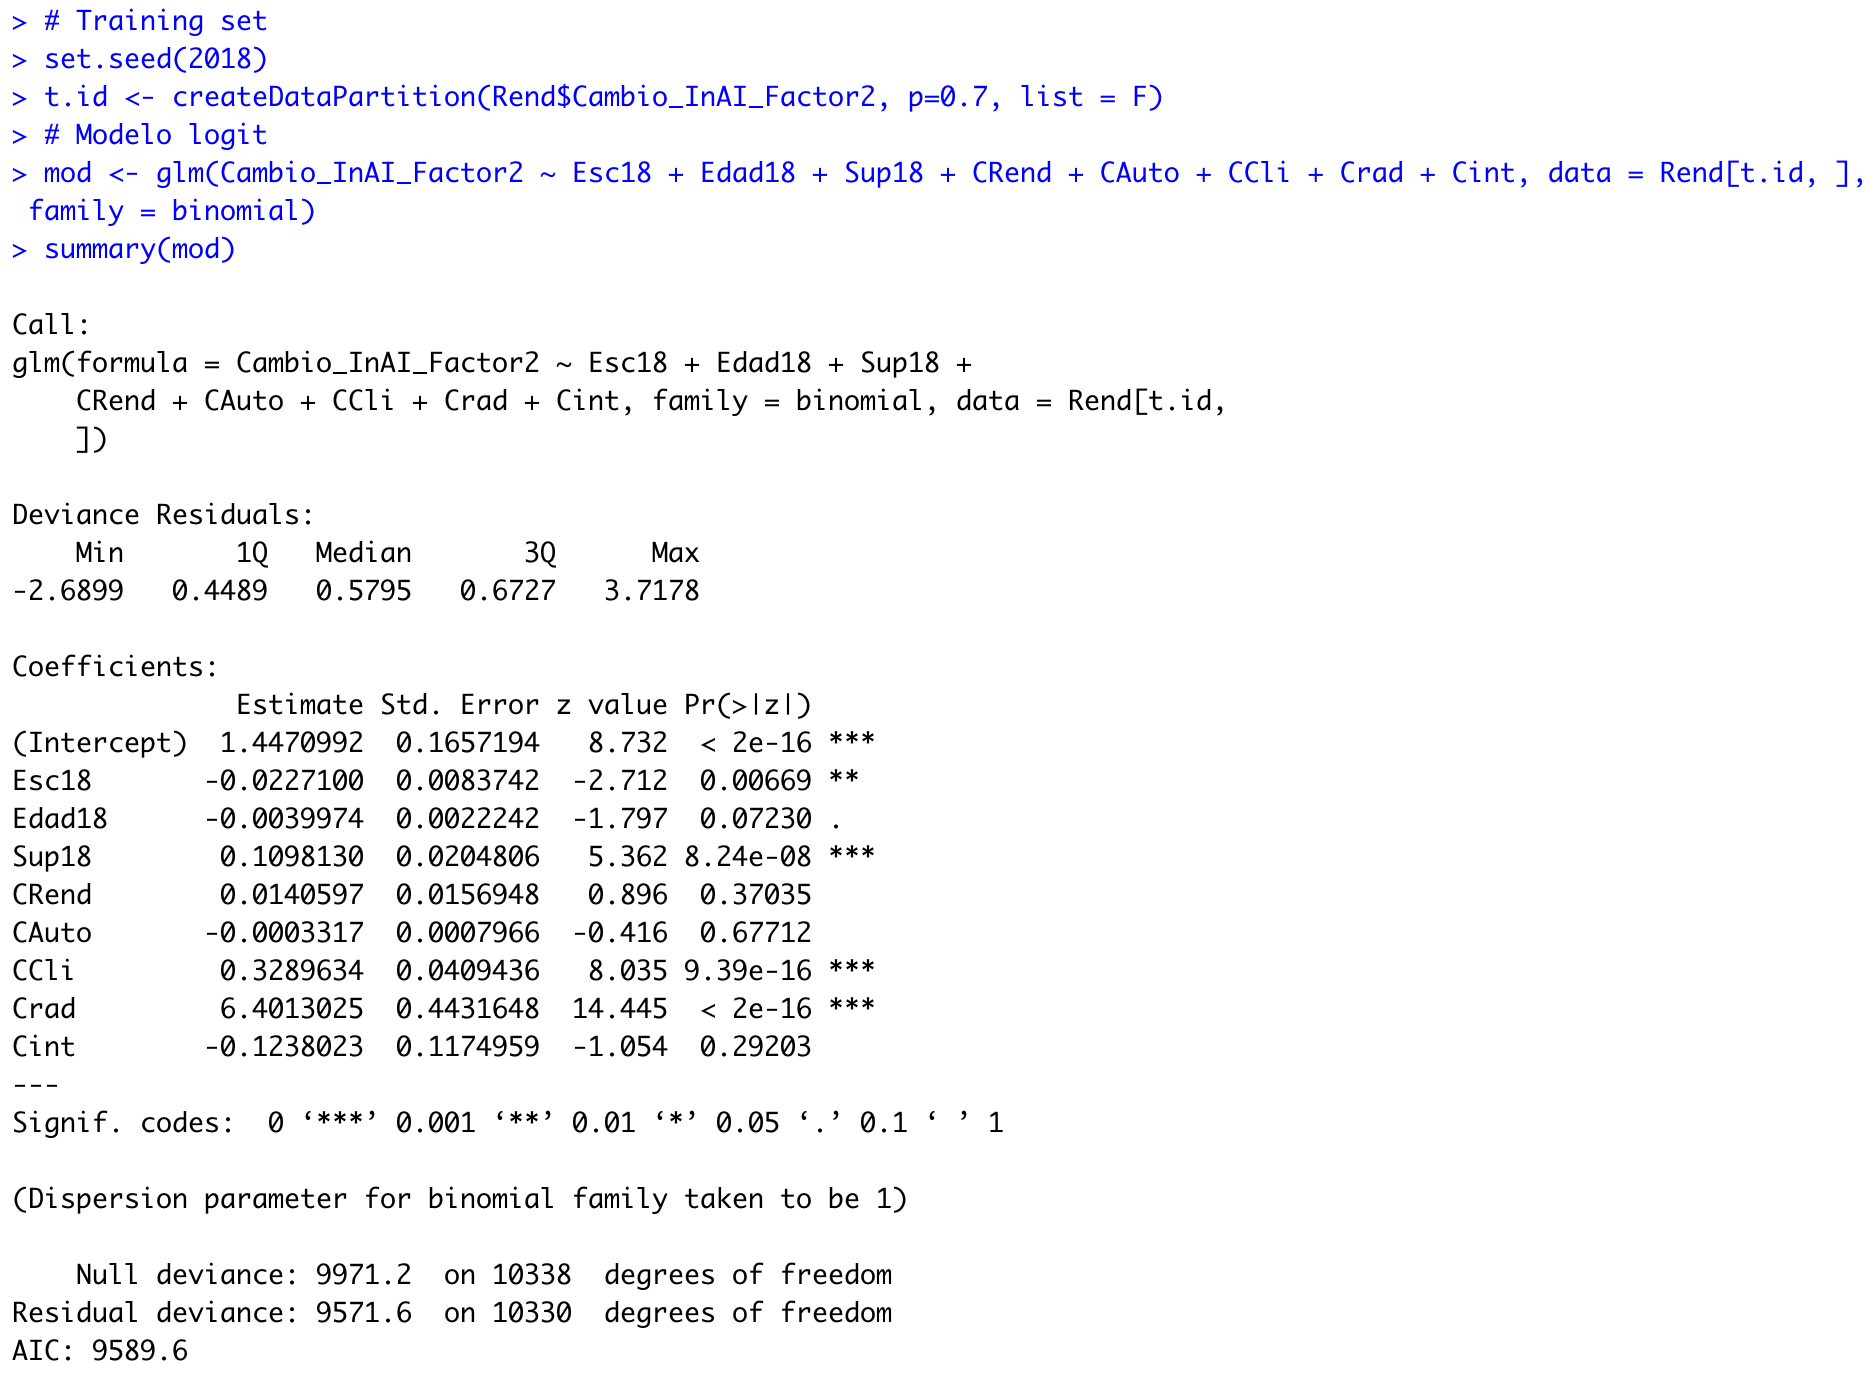 > # Training set
> set.seed(2018)
> t.id <- createDataPartition(Rend$Cambio_InAI_Factor2, p=0.7, list = F)
> # Modelo logit
> mod <- glm(Cambio_InAI_Factor2 ~ Esc18 + Edad18 + Sup18 + CRend + CAuto + CCli + Crad + Cint, data = Rend[t.id, ],
 family = binomial)
> summary(mod)

Call:
glm(formula = Cambio_InAI_Factor2 ~ Esc18 + Edad18 + Sup18 +
    CRend + CAuto + CCli + Crad + Cint, family = binomial, data = Rend[t.id,
    ])

Deviance Residuals:
    Min       1Q   Median       3Q      Max
-2.6899   0.4489   0.5795   0.6727   3.7178

Coefficients:
              Estimate Std. Error z value Pr(>|z|)
(Intercept)  1.4470992  0.1657194   8.732  < 2e-16 ***
Esc18       -0.0227100  0.0083742  -2.712  0.00669 **
Edad18      -0.0039974  0.0022242  -1.797  0.07230 .
Sup18        0.1098130  0.0204806   5.362 8.24e-08 ***
CRend        0.0140597  0.0156948   0.896  0.37035
CAuto       -0.0003317  0.0007966  -0.416  0.67712
CCli         0.3289634  0.0409436   8.035 9.39e-16 ***
Crad         6.4013025  0.4431648  14.445  < 2e-16 ***
Cint        -0.1238023  0.1174959  -1.054  0.29203
---
Signif. codes:  0 ‘***’ 0.001 ‘**’ 0.01 ‘*’ 0.05 ‘.’ 0.1 ‘ ’ 1

(Dispersion parameter for binomial family taken to be 1)

    Null deviance: 9971.2  on 10338  degrees of freedom
Residual deviance: 9571.6  on 10330  degrees of freedom
AIC: 9589.6